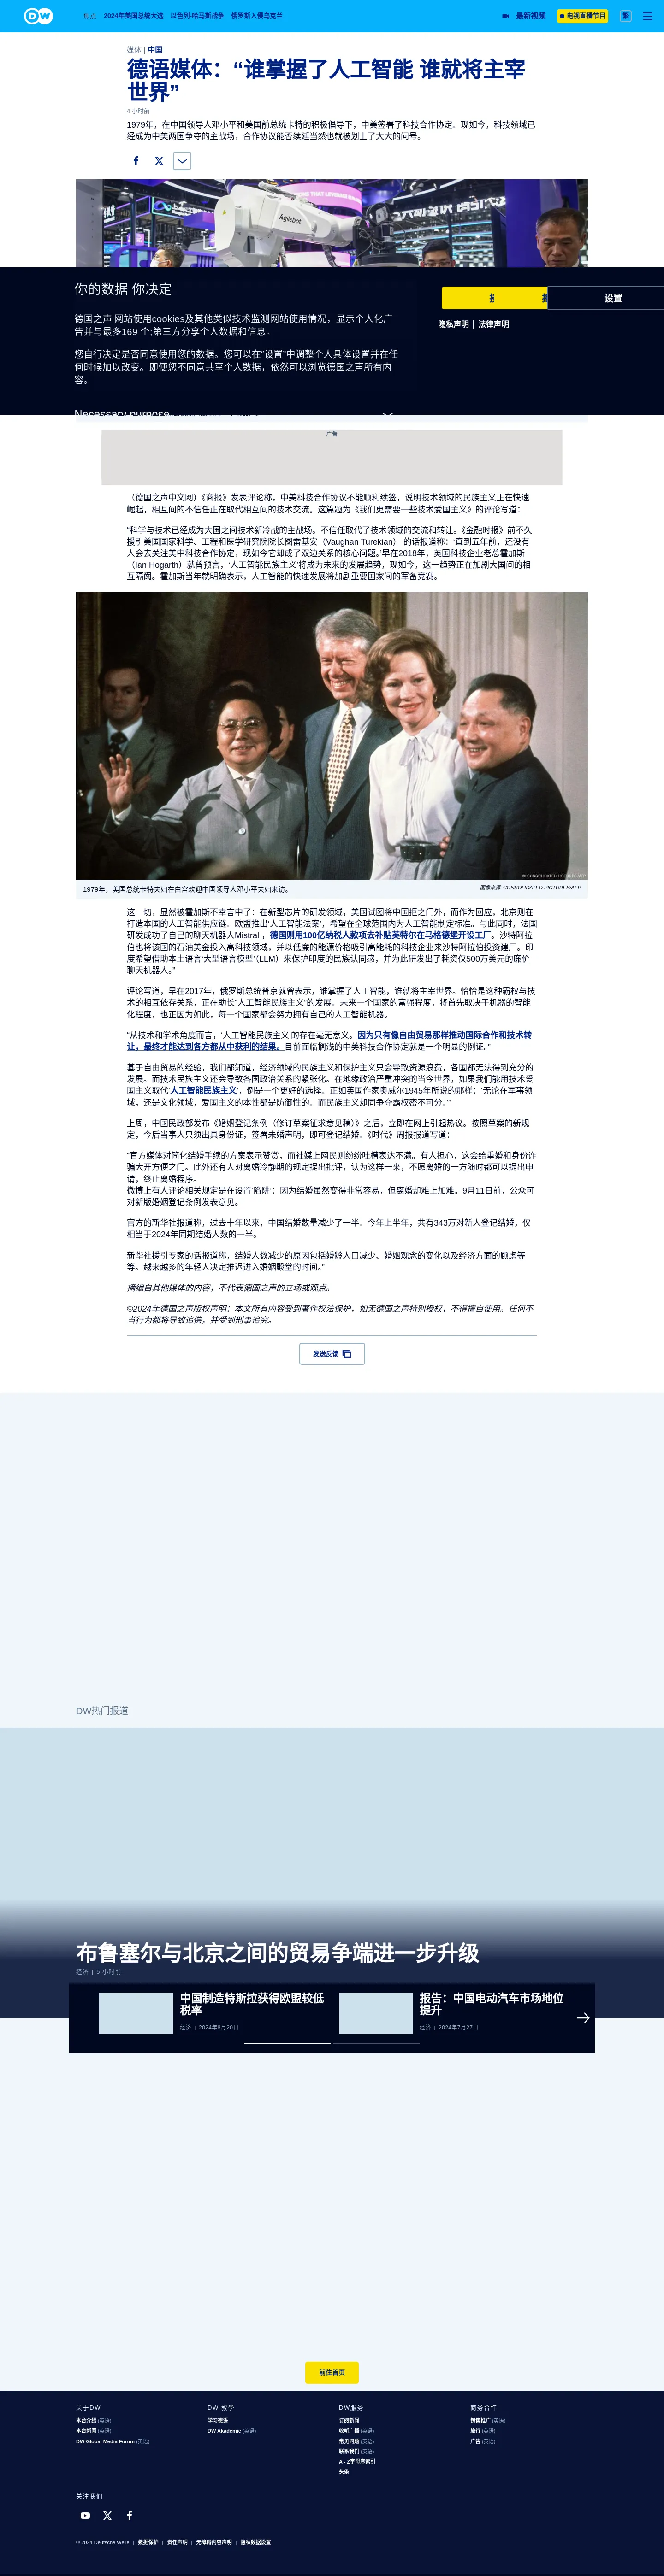 DW
焦点 2024年美国总统大选 以色列-哈马斯战争 俄罗斯入侵乌克兰
最新视频 电视直播节目 繁
媒体 | 中国
德语媒体：“谁掌握了人工智能 谁就将主宰
世界”
4 小时前
1979年，在中国领导人邓小平和美国前总统卡特的积极倡导下，中美签署了科技合作协定。现如今，科技领域已
经成为中美两国争夺的主战场，合作协议能否续延当然也就被划上了大大的问号。
Agilebot
你的数据 你决定
德国之声'网站使用cookies及其他类似技术监测网站使用情况，显示个人化广
告并与最多169 个;第三方分享个人数据和信息。
您自行决定是否同意使用您的数据。您可以在“设置”中调整个人具体设置并在任
何时候加以改变。即便您不同意共享个人数据，依然可以浏览德国之声所有内
容。
设置
隐私声明 | 法律声明
Necessary purpose
广告
（德国之声中文网）《商报》发表评论称，中美科技合作协议不能顺利续签，说明技术领域的民族主义正在快速
崛起，相互间的不信任正在取代相互间的技术交流。这篇题为《我们更需要一些技术爱国主义》的评论写道：
“科学与技术已经成为大国之间技术新冷战的主战场。不信任取代了技术领域的交流和转让。《金融时报》前不久
援引美国国家科学、工程和医学研究院院长图雷基安（Vaughan Turekian） 的话报道称：‘直到五年前，还没有
人会去关注美中科技合作协定，现如今它却成了双边关系的核心问题。’早在2018年，英国科技企业老总霍加斯
（Ian Hogarth）就曾预言，‘人工智能民族主义’将成为未来的发展趋势，现如今，这一趋势正在加剧大国间的相
互隔阂。霍加斯当年就明确表示，人工智能的快速发展将加剧重要国家间的军备竞赛。
© CONSOLIDATED PICTURES/AFP
1979年，美国总统卡特夫妇在白宫欢迎中国领导人邓小平夫妇来访。
图像来源: CONSOLIDATED PICTURES/AFP
这一切，显然被霍加斯不幸言中了：在新型芯片的研发领域，美国试图将中国拒之门外，而作为回应，北京则在
打造本国的人工智能供应链。欧盟推出‘人工智能法案’，希望在全球范围内为人工智能制定标准。与此同时，法国
研发成功了自己的聊天机器人Mistral ，德国则用100亿纳税人款项去补贴英特尔在马格德堡开设工厂。沙特阿拉
伯也将该国的石油美金投入高科技领域，并以低廉的能源价格吸引高能耗的科技企业来沙特阿拉伯投资建厂。印
度希望借助本土语言‘大型语言模型’（LLM）来保护印度的民族认同感，并为此研发出了耗资仅500万美元的廉价
聊天机器人。”
评论写道，早在2017年，俄罗斯总统普京就曾表示，谁掌握了人工智能，谁就将主宰世界。恰恰是这种霸权与技
术的相互依存关系，正在助长“人工智能民族主义”的发展。未来一个国家的富强程度，将首先取决于机器的智能
化程度，也正因为如此，每一个国家都会努力拥有自己的人工智能机器。
“从技术和学术角度而言，‘人工智能民族主义’的存在毫无意义。因为只有像自由贸易那样推动国际合作和技术转
让，最终才能达到各方都从中获利的结果。目前面临搁浅的中美科技合作协定就是一个明显的例证。”
基于自由贸易的经验，我们都知道，经济领域的民族主义和保护主义只会导致资源浪费，各国都无法得到充分的
发展。而技术民族主义还会导致各国政治关系的紧张化。在地缘政治严重冲突的当今世界，如果我们能用技术爱
国主义取代‘人工智能民族主义’，倒是一个更好的选择。正如英国作家奥威尔1945年所说的那样：‘无论在军事领
域，还是文化领域，爱国主义的本性都是防御性的。而民族主义却同争夺霸权密不可分。’”
上周，中国民政部发布《婚姻登记条例（修订草案征求意见稿）》之后，立即在网上引起热议。按照草案的新规
定，今后当事人只须出具身份证，签署未婚声明，即可登记结婚。《时代》周报报道写道：
“官方媒体对简化结婚手续的方案表示赞赏，而社媒上网民则纷纷吐槽表达不满。有人担心，这会给重婚和身份诈
骗大开方便之门。此外还有人对离婚冷静期的规定提出批评，认为这样一来，不愿离婚的一方随时都可以提出申
请，终止离婚程序。
微博上有人评论相关规定是在设置‘陷阱’：因为结婚虽然变得非常容易，但离婚却难上加难。9月11日前，公众可
对新版婚姻登记条例发表意见。
官方的新华社报道称，过去十年以来，中国结婚数量减少了一半。今年上半年，共有343万对新人登记结婚，仅
相当于2024年同期结婚人数的一半。
新华社援引专家的话报道称，结婚人数减少的原因包括婚龄人口减少、婚姻观念的变化以及经济方面的顾虑等
等。越来越多的年轻人决定推迟进入婚姻殿堂的时间。”
摘编自其他媒体的内容，不代表德国之声的立场或观点。
©2024年德国之声版权声明：本文所有内容受到著作权法保护，如无德国之声特别授权，不得擅自使用。任何不
当行为都将导致追偿，并受到刑事追究。
发送反馈
DW热门报道
布鲁塞尔与北京之间的贸易争端进一步升级
经济 | 5 小时前
中国制造特斯拉获得欧盟较低
税率
经济 | 2024年8月20日
报告：中国电动汽车市场地位
提升
经济 | 2024年7月27日
前往首页
关于DW
本台介绍 (英语)
本台新闻 (英语)
DW Global Media Forum (英语)
DW 教学
学习德语
DW Akademie (英语)
DW服务
订阅新闻
收听广播 (英语)
常见问题 (英语)
联系我们 (英语)
A - Z字母序索引
头条
商务合作
销售推广 (英语)
旅行 (英语)
广告 (英语)
关注我们
© 2024 Deutsche Welle | 数据保护 | 责任声明 | 无障碍内容声明 | 隐私数据设置